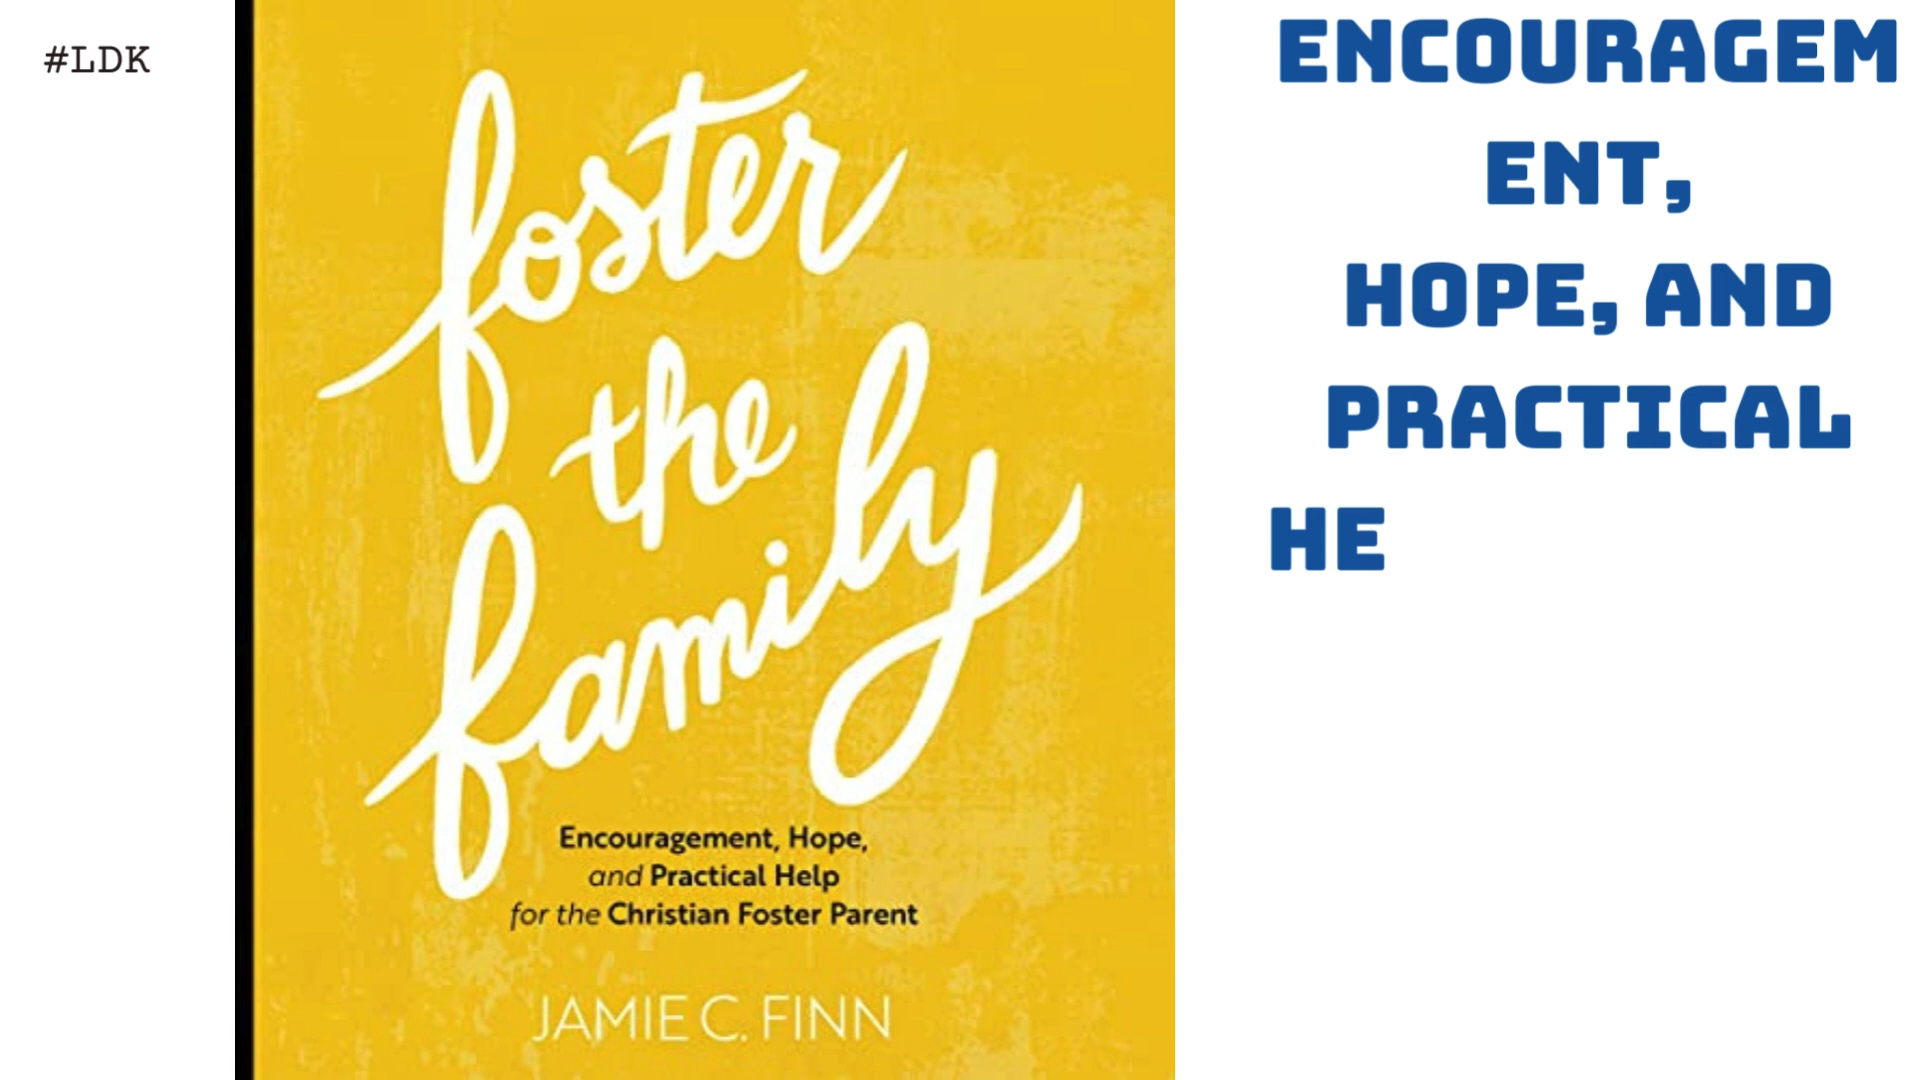 #LDK
foster
the
family
Encouragement, Hope,
and Practical Help
for the Christian Foster Parent
JAMIE C. FINN
ENCOURAGEM
ENT,
HOPE, AND
PRACTICAL
HE